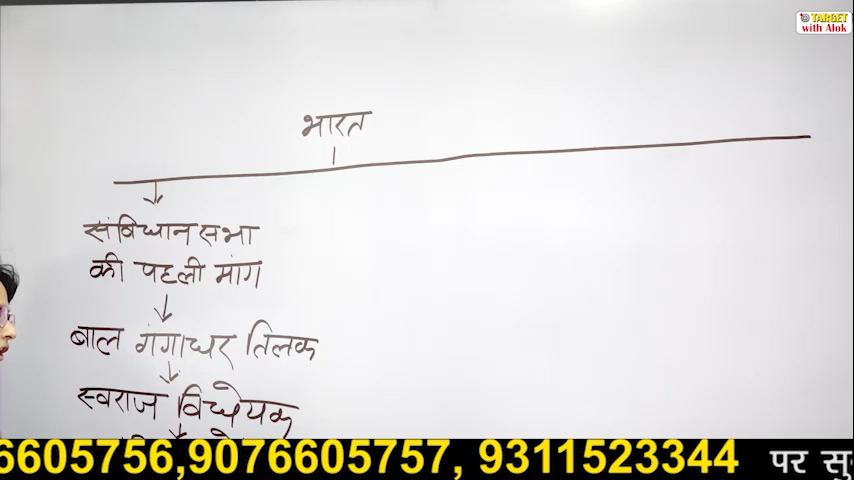 TARGET
with Alok
भारत
संविधान सभा
की पहली मांग
बाल गंगाधर तिलक
स्वराज विधेयक
6605756,9076605757, 9311523344 पर सु